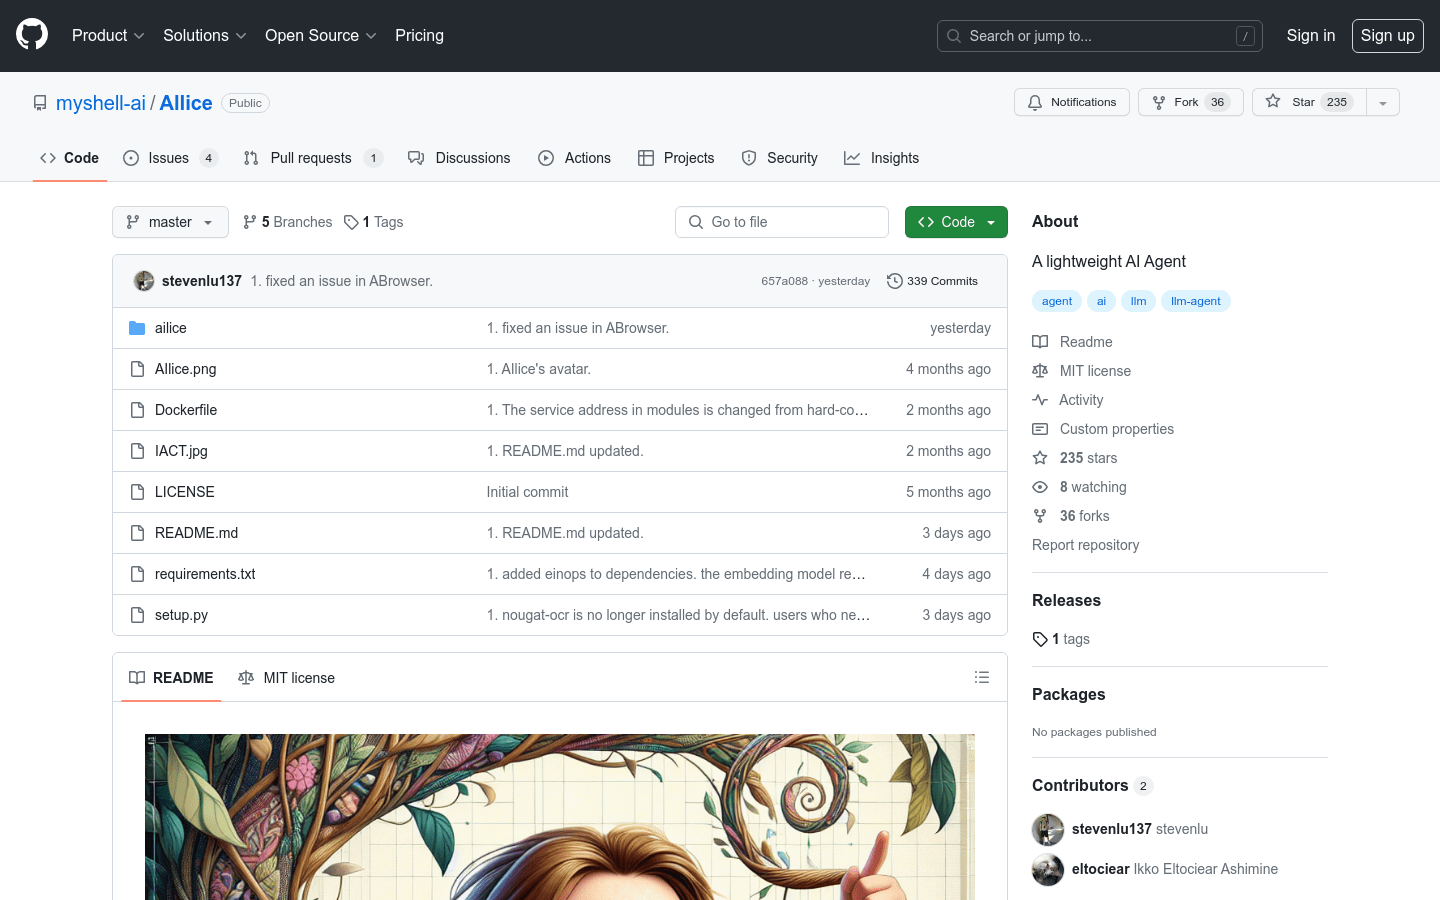 Product Solutions Open Source Pricing Search or jump to... / Sign in Sign up
myshell-ai / AIlice Public Notifications Fork 36 Star 235
Code Issues 4 Pull requests 1 Discussions Actions Projects Security Insights
master 5 Branches 1 Tags Go to file Code
stevenlu137 1. fixed an issue in ABrowser. 657a088 · yesterday 339 Commits
ailice 1. fixed an issue in ABrowser. yesterday
AIlice.png 1. AIlice's avatar. 4 months ago
Dockerfile 1. The service address in modules is changed from hard-co… 2 months ago
IACT.jpg 1. README.md updated. 2 months ago
LICENSE Initial commit 5 months ago
README.md 1. README.md updated. 3 days ago
requirements.txt 1. added einops to dependencies. the embedding model re… 4 days ago
setup.py 1. nougat-ocr is no longer installed by default. users who ne… 3 days ago
README MIT license
About
A lightweight AI Agent
agent ai llm llm-agent
Readme
MIT license
Activity
Custom properties
235 stars
8 watching
36 forks
Report repository
Releases
1 tags
Packages
No packages published
Contributors 2
stevenlu137 stevenlu
eltociear Ikko Eltociear Ashimine